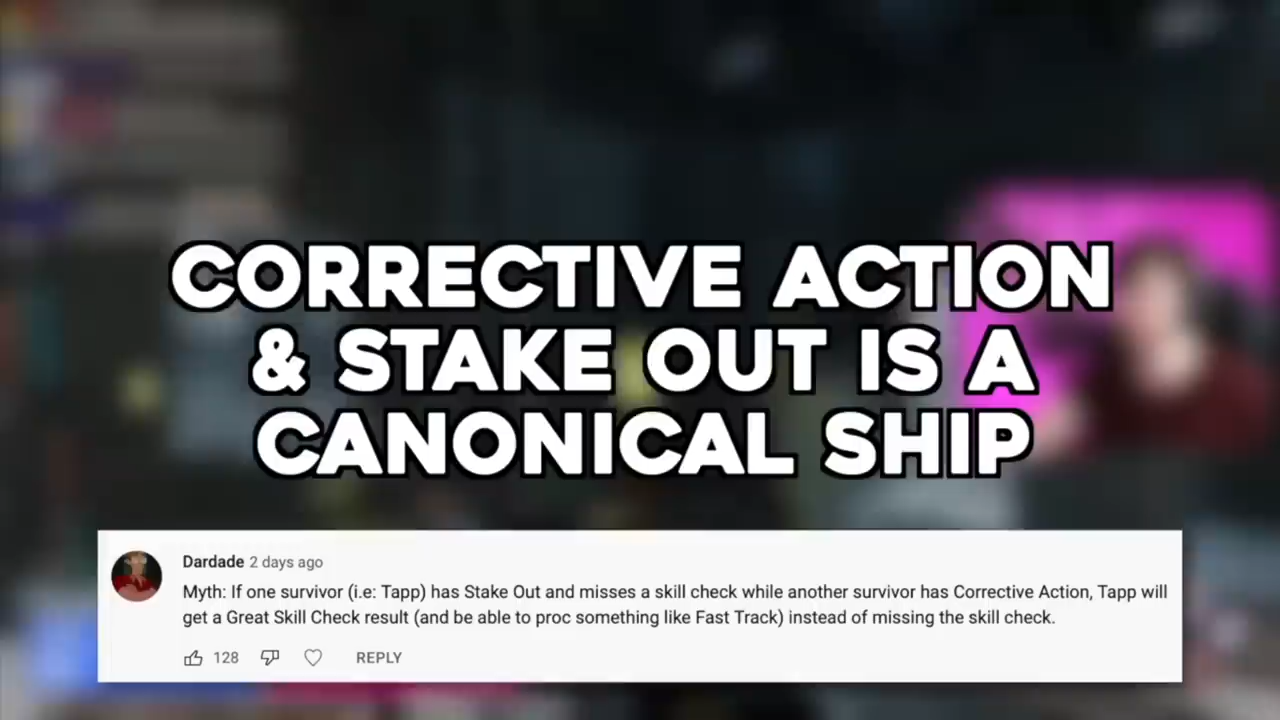 CORRECTIVE ACTION
& STAKE OUT IS A
CANONICAL SHIP
Dardade 2 days ago
Myth: If one survivor (i.e: Tapp) has Stake Out and misses a skill check while another survivor has Corrective Action, Tapp will
get a Great Skill Check result (and be able to proc something like Fast Track) instead of missing the skill check.
128 REPLY